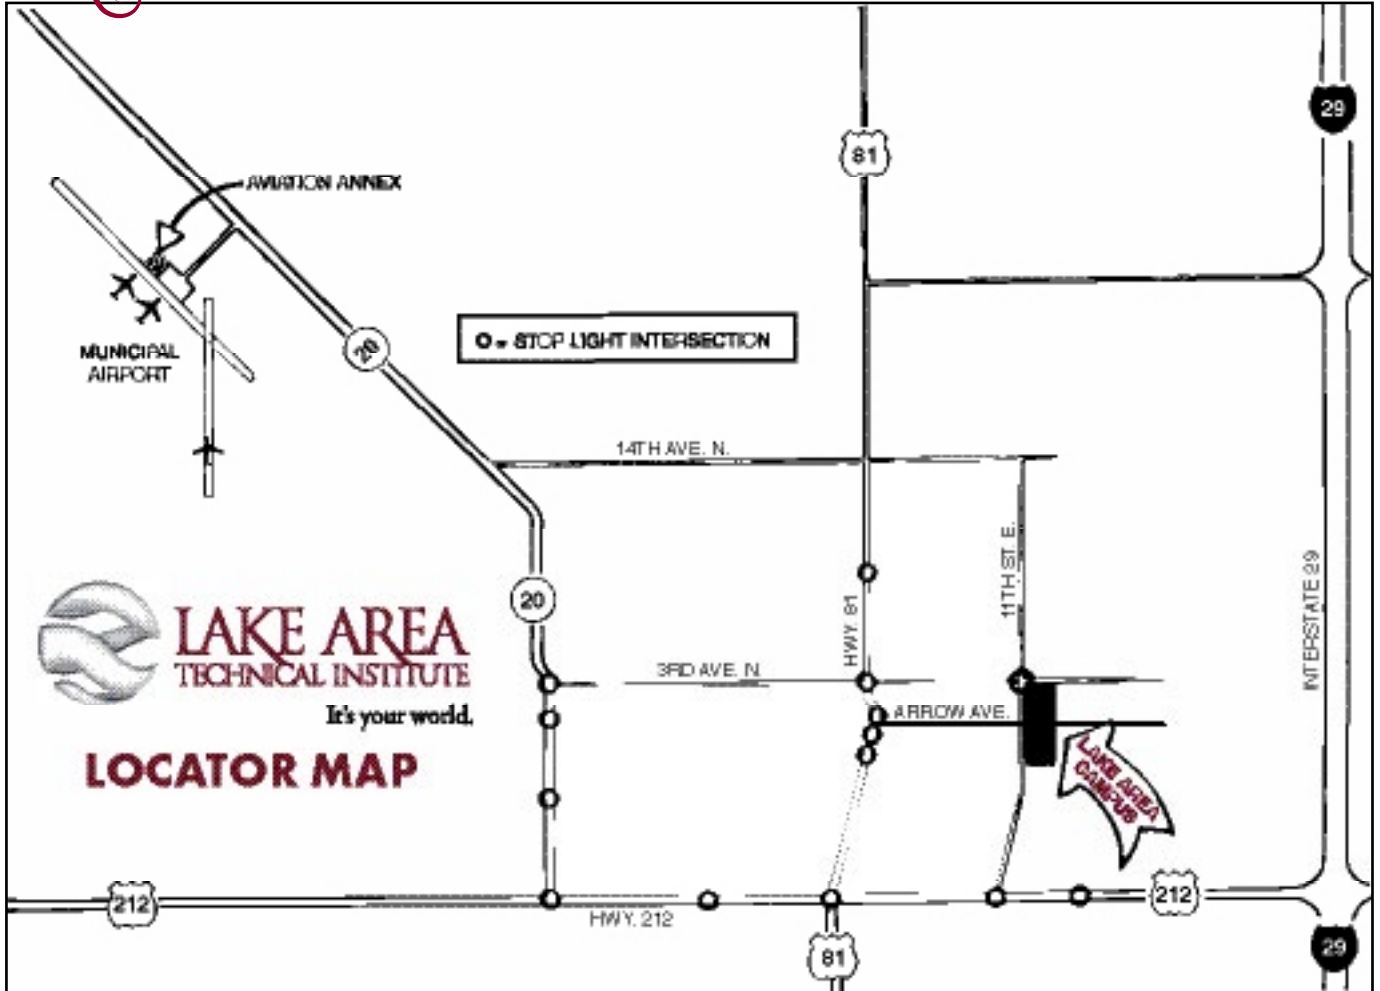 29
81
AVIATION ANNEX
20
O = STOP LIGHT INTERSECTION
MUNICIPAL
AIRPORT
14TH AVE. N.
11TH ST. E.
INTERSTATE 29
20
HWY. 81
LAKE AREA
TECHNICAL INSTITUTE
It's your world.
LOCATOR MAP
3RD AVE. N.
ARROW AVE.
LAKE AREA
CAMPUS
212
HWY. 212
212
81
29